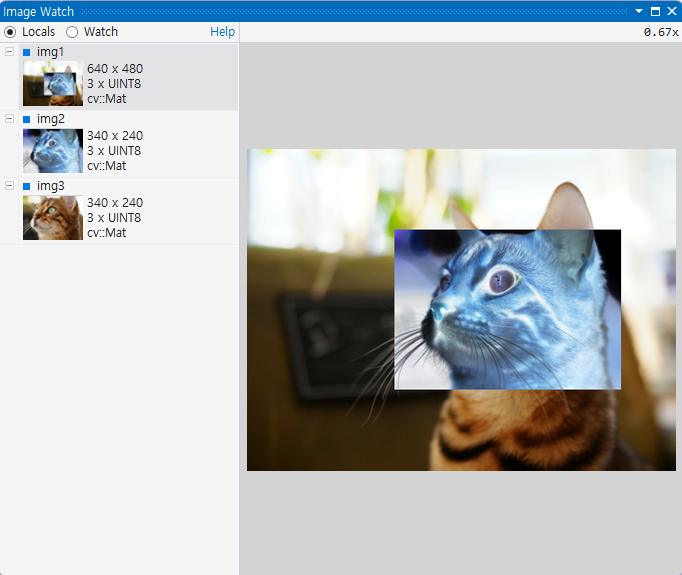 Image Watch
Locals Watch Help
0.67x
img1
640 x 480
3 x UINT8
cv::Mat
img2
340 x 240
3 x UINT8
cv::Mat
img3
340 x 240
3 x UINT8
cv::Mat